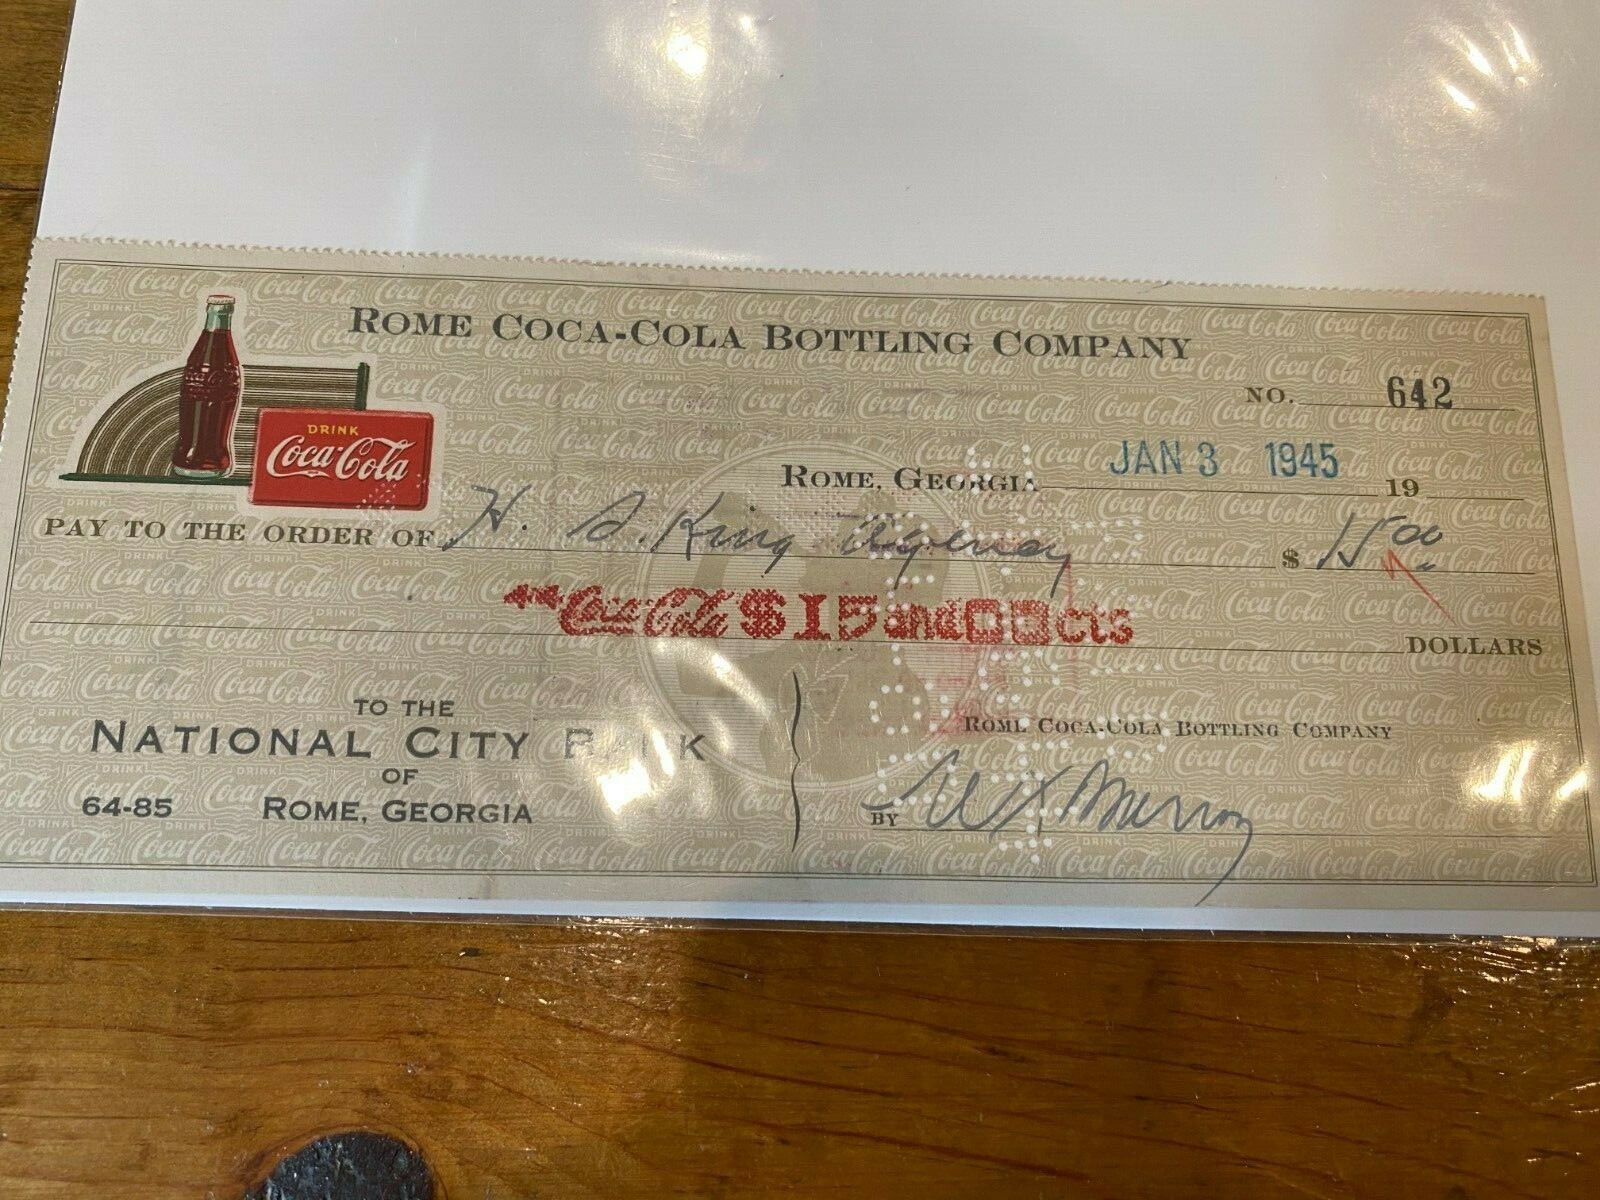 ROME COCA-COLA BOTTLING COMPANY
NO. 642
DRINK
Coca-Cola
ROME, GEORGIA JAN 3 1945 19
PAY TO THE ORDER OF H. S. King Agency $ 15.00
Coca-Cola $15 and 00 cts
DOLLARS
TO THE
NATIONAL CITY
OF
64-85 ROME, GEORGIA
ROME COCA-COLA BOTTLING COMPANY
BY